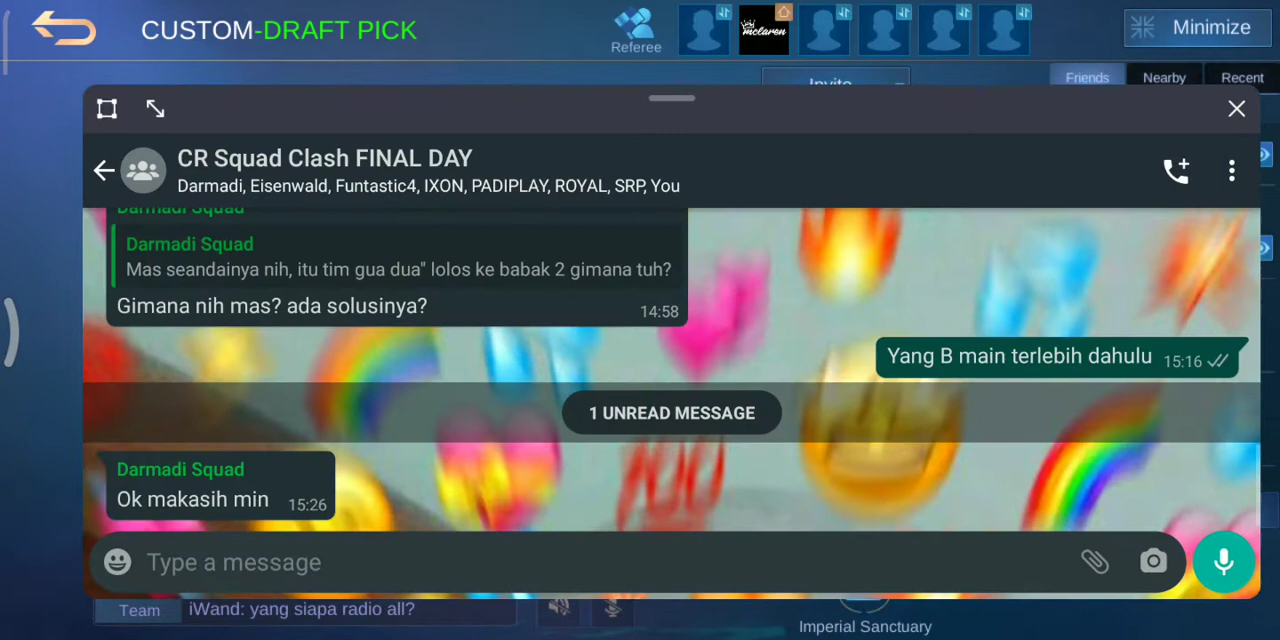 CUSTOM-DRAFT PICK
Referee
mclaren
Minimize
Invite
Friends
Nearby
Recent
CR Squad Clash FINAL DAY
Darmadi, Eisenwald, Funtastic4, IXON, PADIPLAY, ROYAL, SRP, You
Darmadi Squad
Darmadi Squad
Mas seandainya nih, itu tim gua dua" lolos ke babak 2 gimana tuh?
Gimana nih mas? ada solusinya?
14:58
Yang B main terlebih dahulu 15:16
1 UNREAD MESSAGE
Darmadi Squad
Ok makasih min 15:26
Type a message
Team
iWand: yang siapa radio all?
Imperial Sanctuary